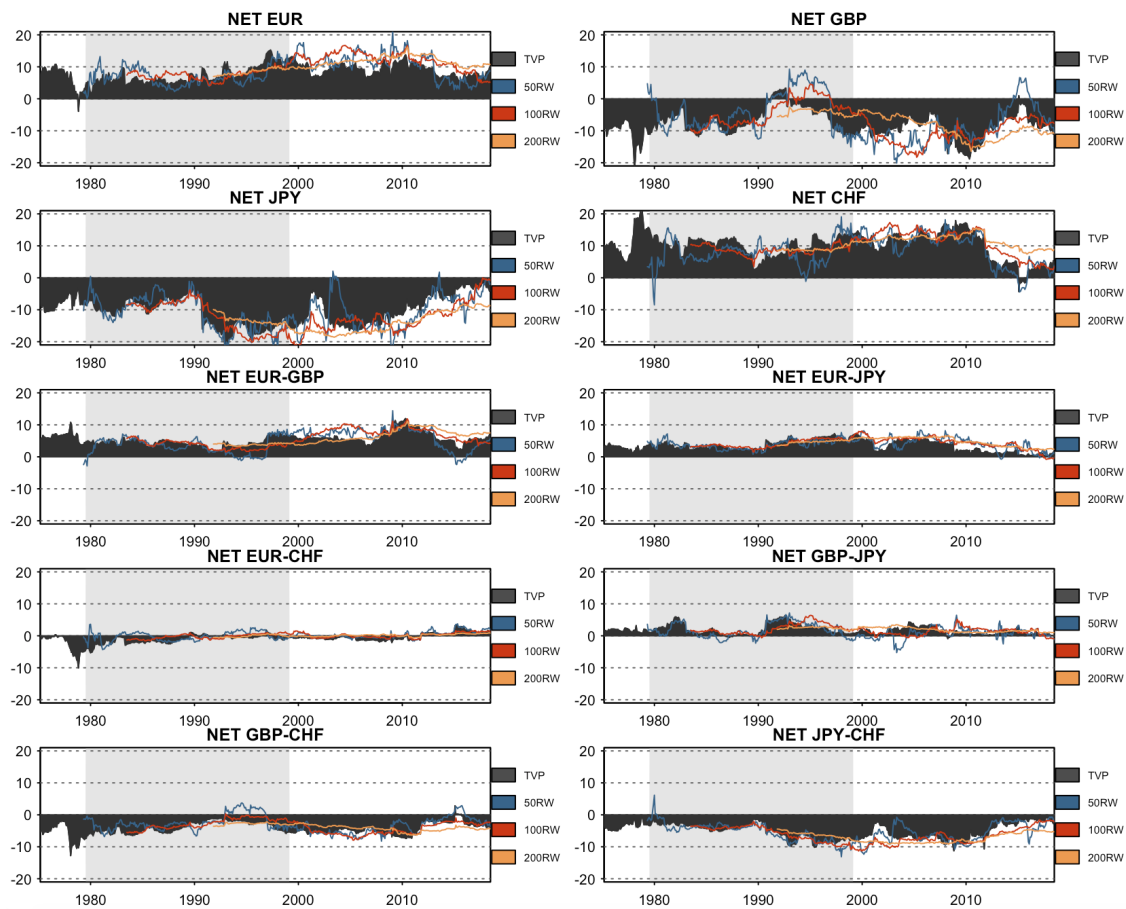 NET EUR
20
10
0
-10
-20
1980 1990 2000 2010
TVP
50RW
100RW
200RW
NET GBP
20
10
0
-10
-20
1980 1990 2000 2010
TVP
50RW
100RW
200RW
NET JPY
20
10
0
-10
-20
1980 1990 2000 2010
TVP
50RW
100RW
200RW
NET CHF
20
10
0
-10
-20
1980 1990 2000 2010
TVP
50RW
100RW
200RW
NET EUR-GBP
20
10
0
-10
-20
1980 1990 2000 2010
TVP
50RW
100RW
200RW
NET EUR-JPY
20
10
0
-10
-20
1980 1990 2000 2010
TVP
50RW
100RW
200RW
NET EUR-CHF
20
10
0
-10
-20
1980 1990 2000 2010
TVP
50RW
100RW
200RW
NET GBP-JPY
20
10
0
-10
-20
1980 1990 2000 2010
TVP
50RW
100RW
200RW
NET GBP-CHF
20
10
0
-10
-20
1980 1990 2000 2010
TVP
50RW
100RW
200RW
NET JPY-CHF
20
10
0
-10
-20
1980 1990 2000 2010
TVP
50RW
100RW
200RW